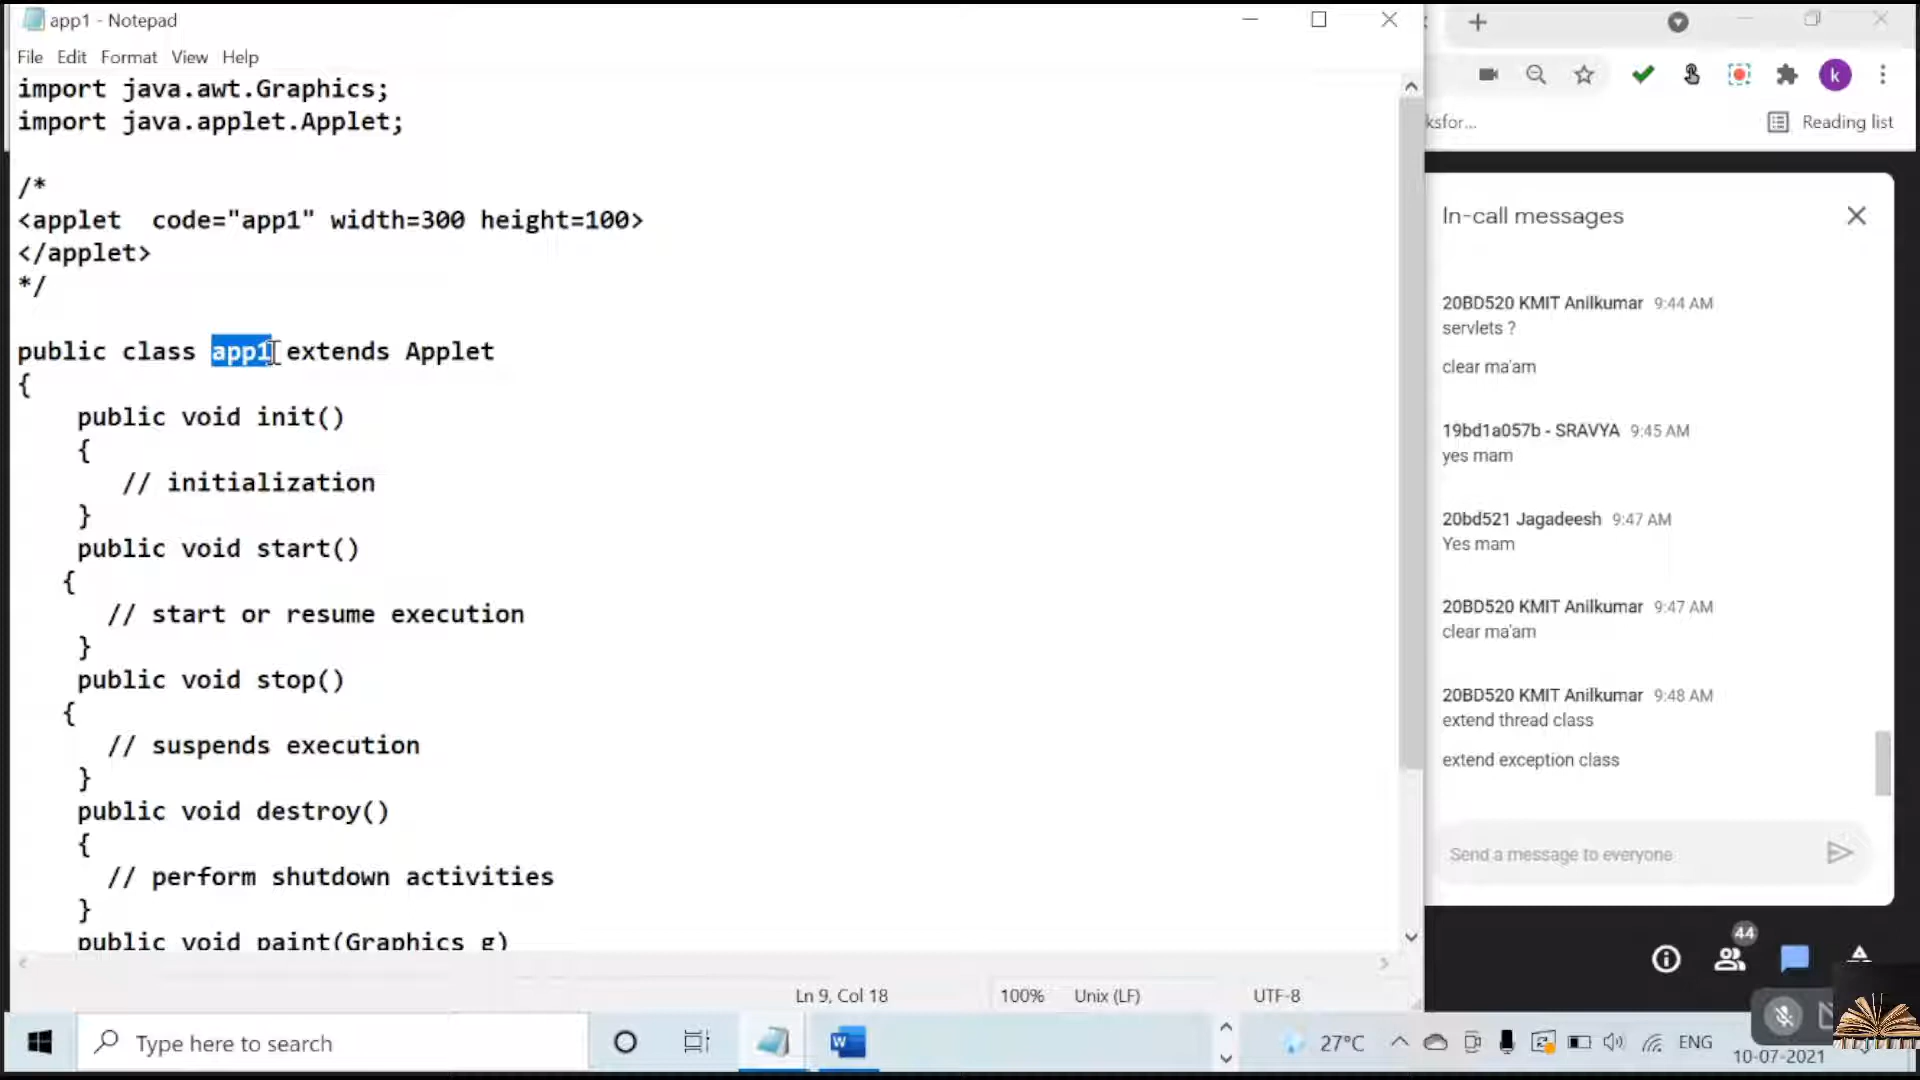 app1 - Notepad
File Edit Format View Help
import java.awt.Graphics;
import java.applet.Applet;
/*
<applet  code="app1" width=300 height=100>
</applet>
*/
public class app1 extends Applet
{
public void init()
{
// initialization
}
public void start()
{
// start or resume execution
}
public void stop()
{
// suspends execution
}
public void destroy()
{
// perform shutdown activities
}
public void paint(Graphics g)
Ln 9, Col 18
100%
Unix (LF)
UTF-8
k
ksfor...
Reading list
In-call messages
20BD520 KMIT Anilkumar 9:44 AM
servlets ?
clear ma'am
19bd1a057b - SRAVYA 9:45 AM
yes mam
20bd521 Jagadeesh 9:47 AM
Yes mam
20BD520 KMIT Anilkumar 9:47 AM
clear ma'am
20BD520 KMIT Anilkumar 9:48 AM
extend thread class
extend exception class
Send a message to everyone
44
Type here to search
W
27°C
ENG
10-07-2021